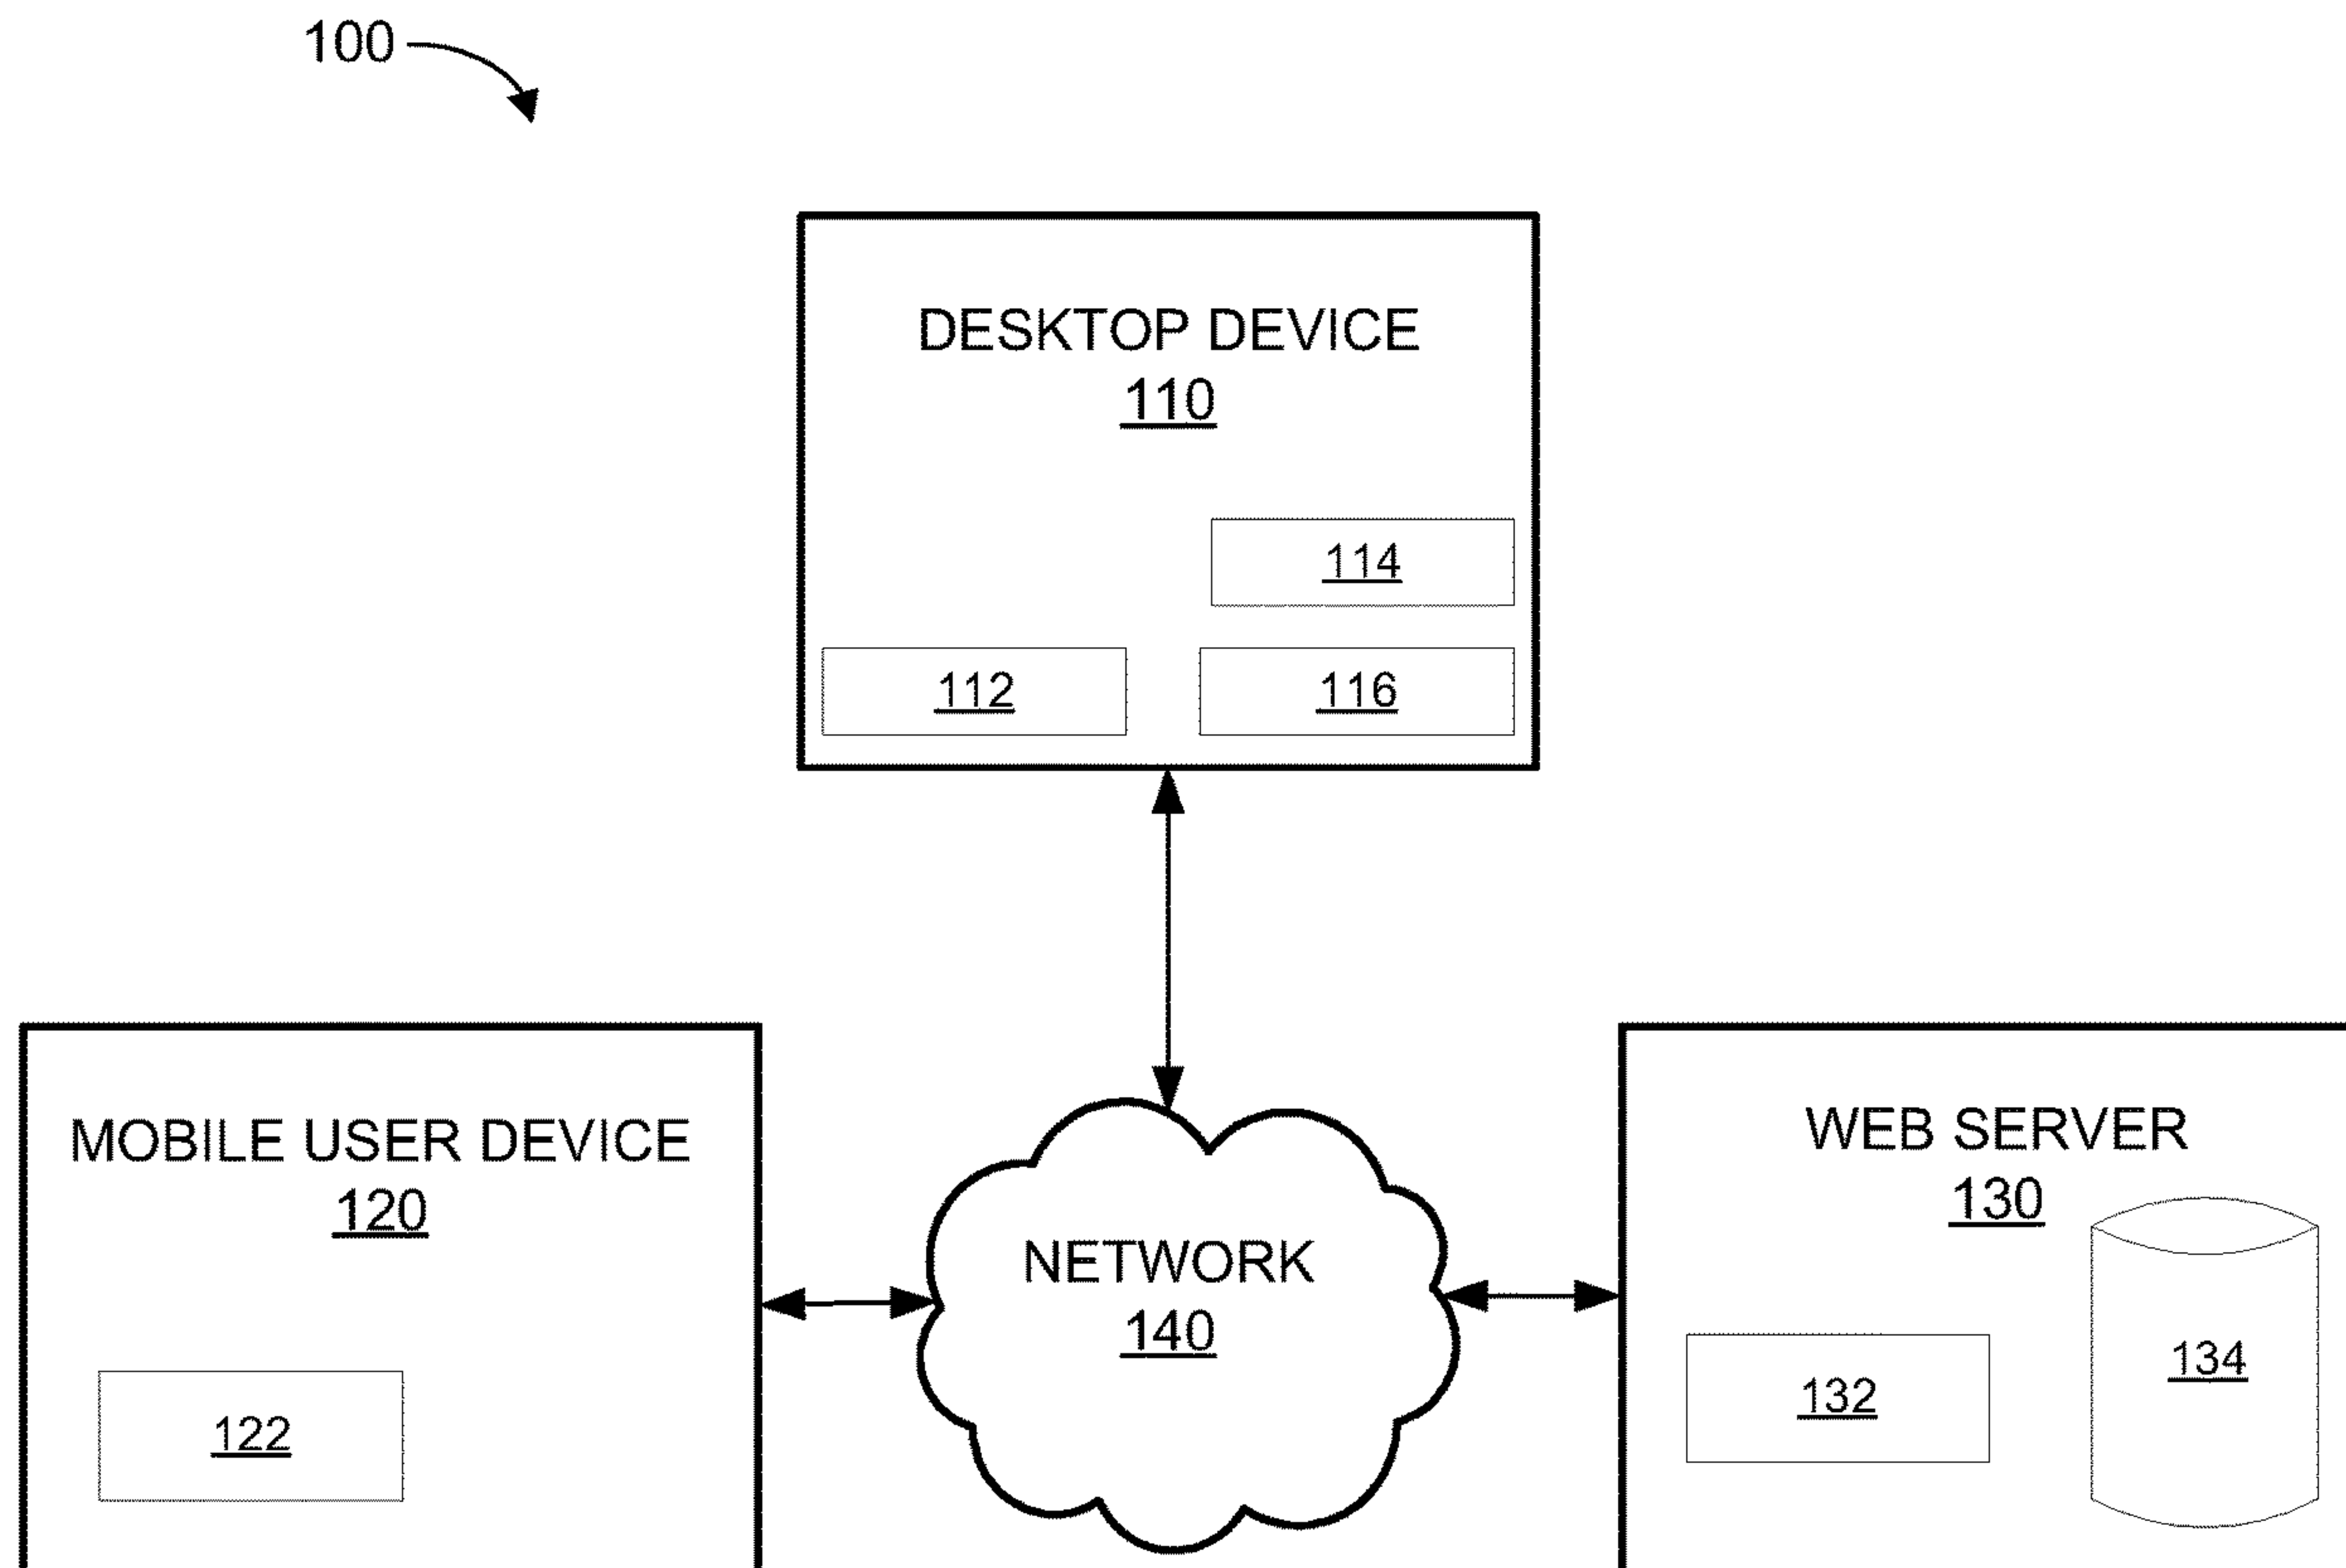 100
DESKTOP DEVICE
110
114
112
116
MOBILE USER DEVICE
120
122
NETWORK
140
WEB SERVER
130
132
134